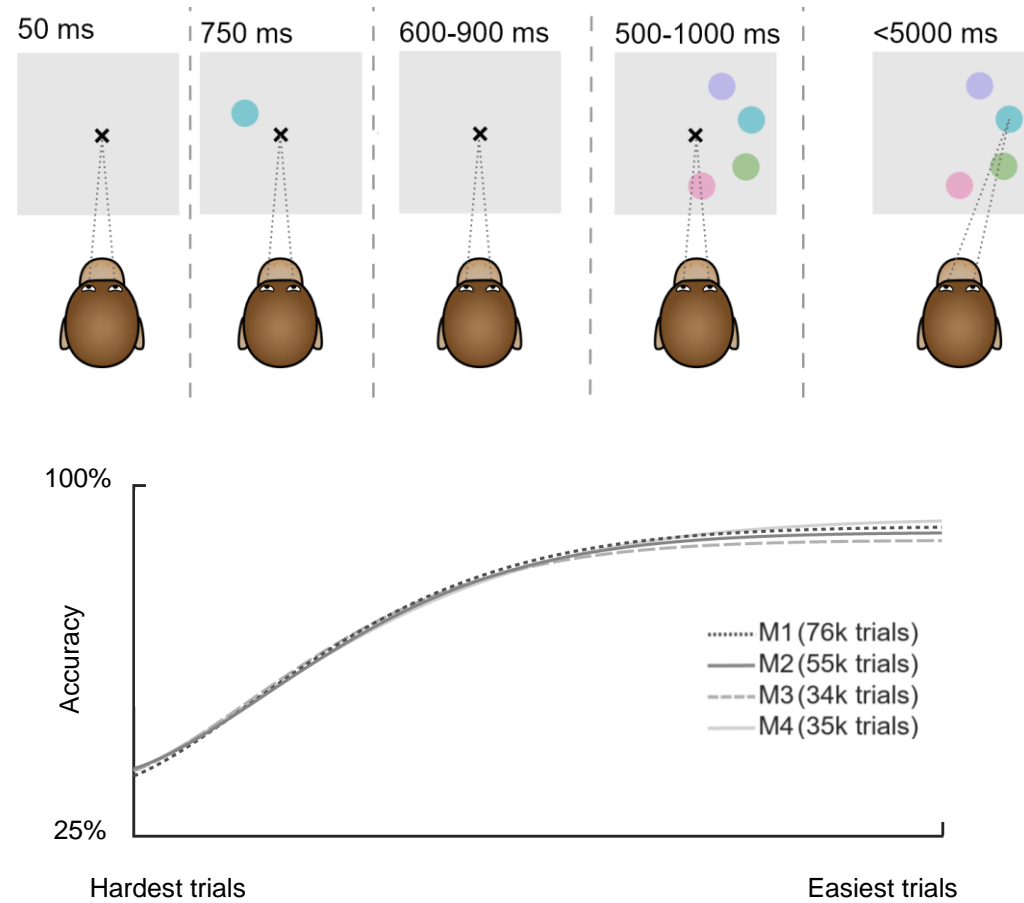 50 ms
750 ms
600-900 ms
500-1000 ms
<5000 ms
100%
Accuracy
M1 (76k trials)
M2 (55k trials)
M3 (34k trials)
M4 (35k trials)
25%
Hardest trials
Easiest trials